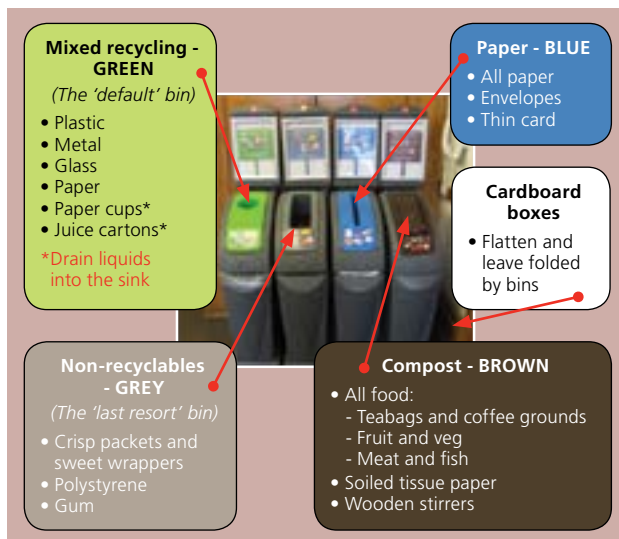 Mixed recycling -
GREEN
(The ‘default’ bin)
• Plastic
• Metal
• Glass
• Paper
• Paper cups*
• Juice cartons*
*Drain liquids
into the sink
Paper - BLUE
• All paper
• Envelopes
• Thin card
Cardboard
boxes
• Flatten and
leave folded
by bins
Non-recyclables
- GREY
(The ‘last resort’ bin)
• Crisp packets and
sweet wrappers
• Polystyrene
• Gum
Compost - BROWN
• All food:
- Teabags and coffee grounds
- Fruit and veg
- Meat and fish
• Soiled tissue paper
• Wooden stirrers